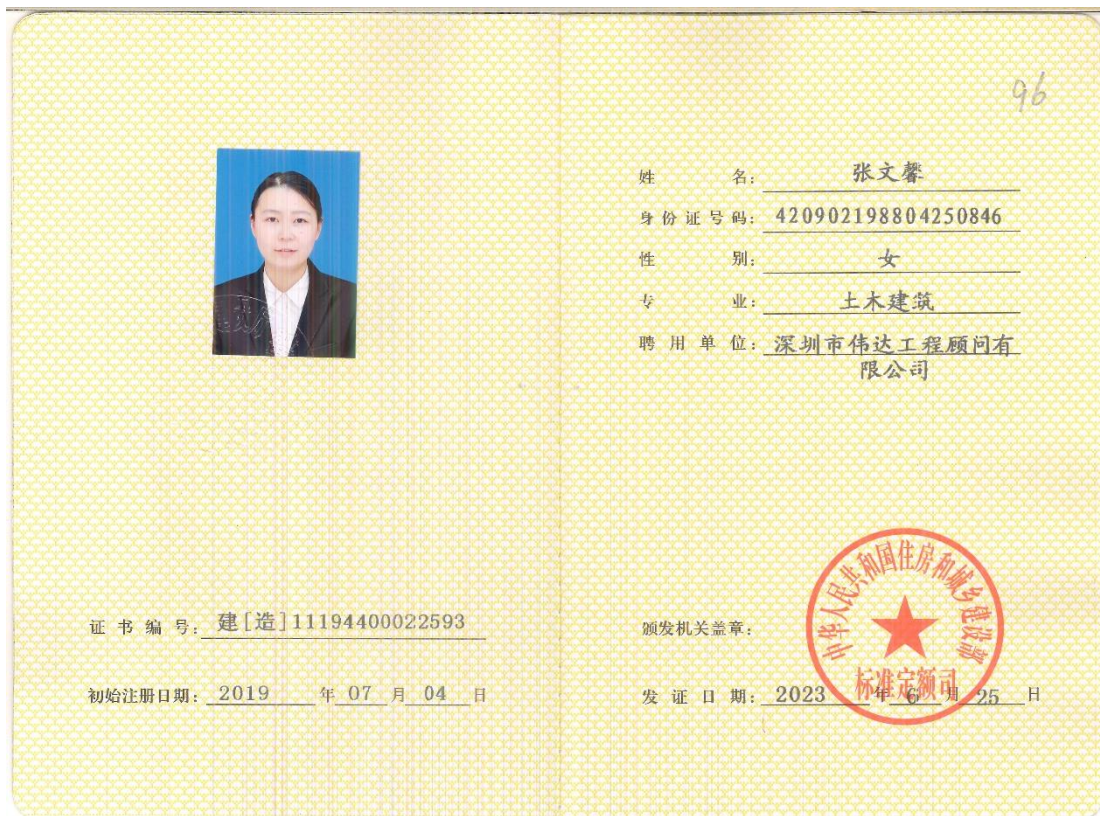 96
姓名: 张文馨
身份证号码: 420902198804250846
性别: 女
专业: 土木建筑
聘用单位: 深圳市伟达工程顾问有
限公司
证书编号: 建[造]11194400022593
初始注册日期: 2019 年 07 月 04 日
颁发机关盖章:
中华人民共和国住房和城乡建设部
标准定额司
发证日期: 2023 年 6 月 25 日